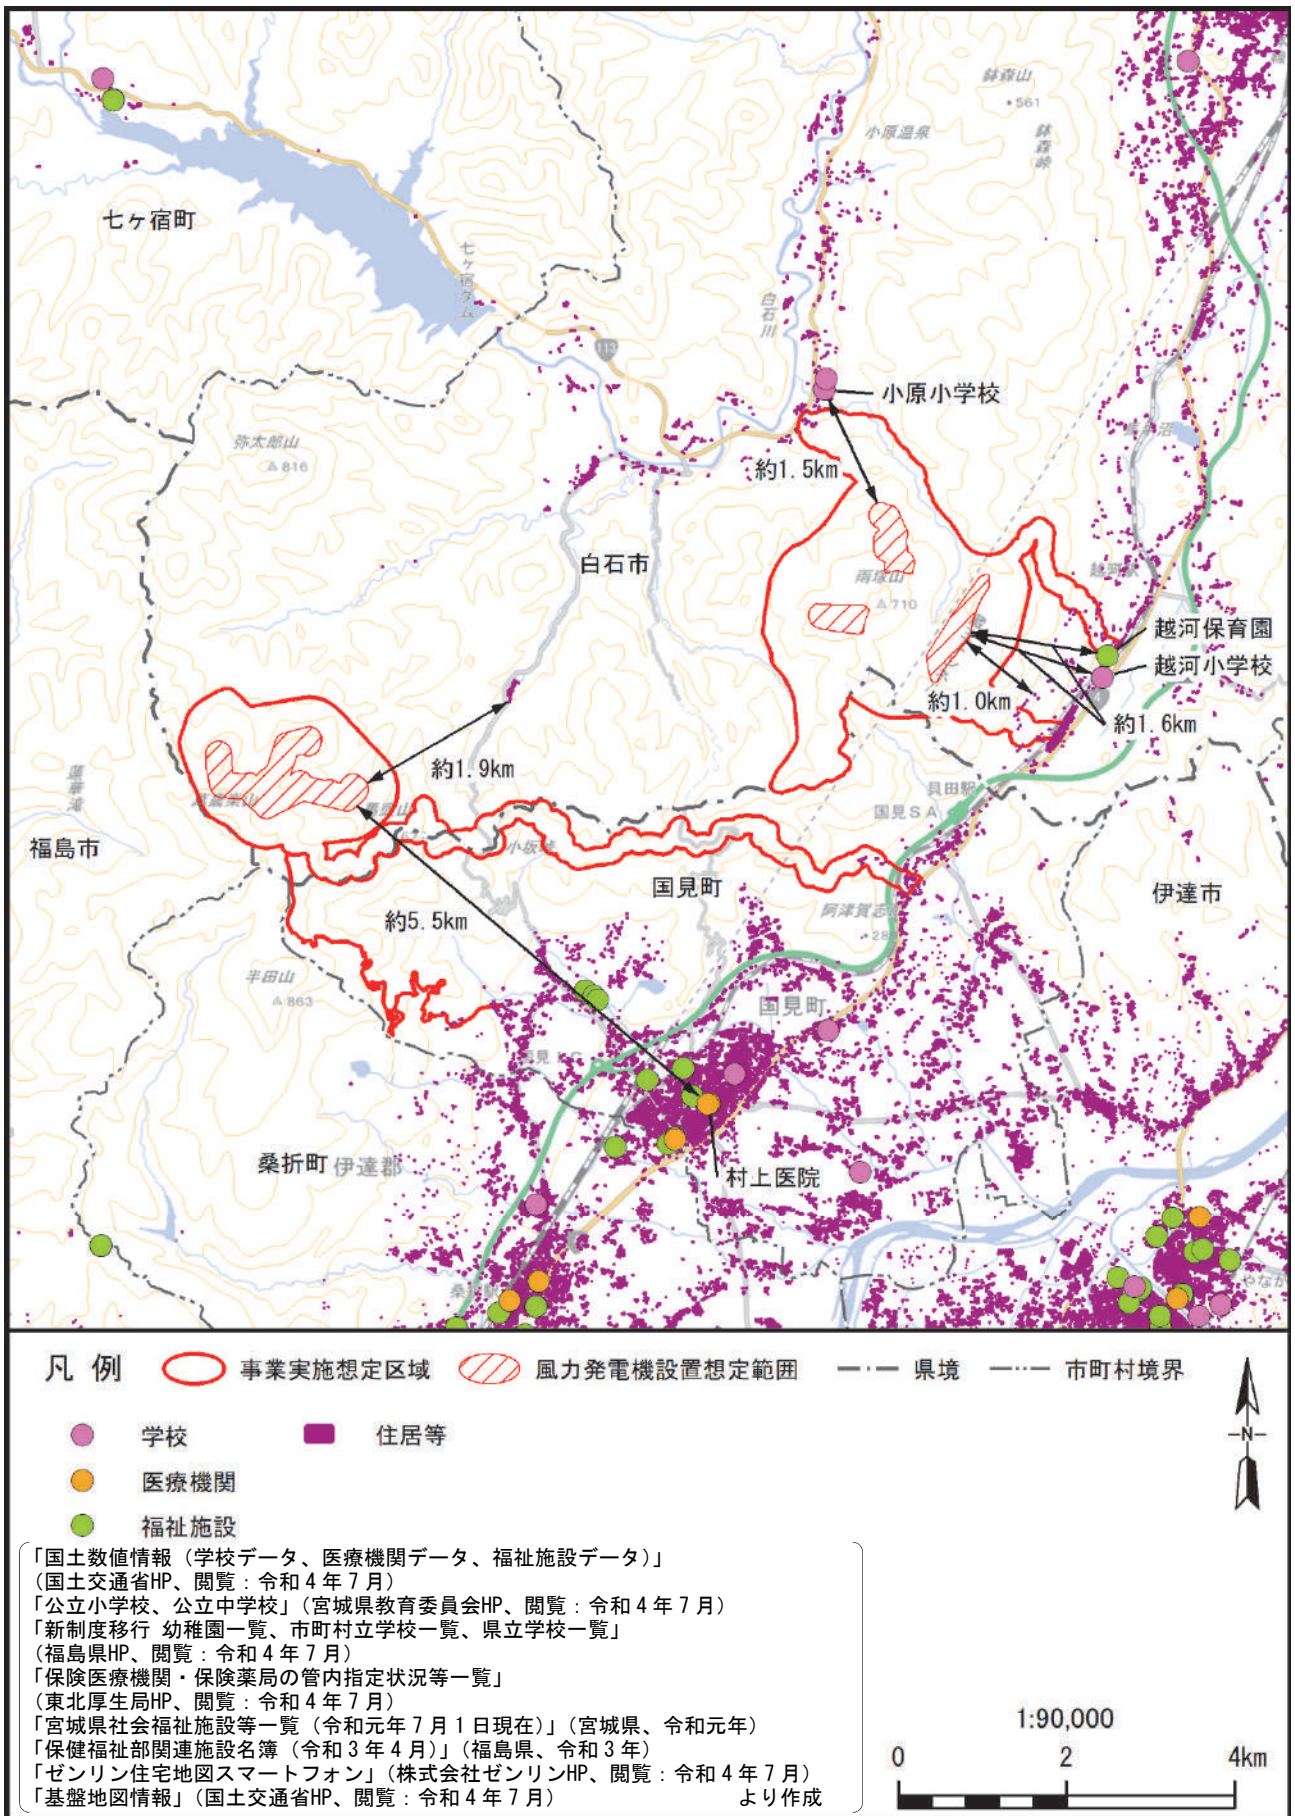 鉢森山
・561
小原温泉
鉢森峠
七ヶ宿町
七ヶ宿ダム
白石川
113
小原小学校
弥太郎山
△816
約1.5km
白石市
雨塚山
△710
越河保育園
越河小学校
約1.0km
4
約1.6km
約1.9km
貝田駅
国見SA
福島市
国見町
伊達市
約5.5km
半田山
△863
国見町
国見IC
桑折町
伊達郡
村上医院
やなが
凡 例
事業実施想定区域
風力発電機設置想定範囲
県境
市町村境界
学校
住居等
N
医療機関
福祉施設
「国土数値情報(学校データ、医療機関データ、福祉施設データ)」
(国土交通省HP、閲覧:令和4年7月)
「公立小学校、公立中学校」(宮城県教育委員会HP、閲覧:令和4年7月)
「新制度移行 幼稚園一覧、市町村立学校一覧、県立学校一覧」
(福島県HP、閲覧:令和4年7月)
「保険医療機関・保険薬局の管内指定状況等一覧」
(東北厚生局HP、閲覧:令和4年7月)
「宮城県社会福祉施設等一覧(令和元年7月1日現在)」(宮城県、令和元年)
「保健福祉部関連施設名簿(令和3年4月)」(福島県、令和3年)
「ゼンリン住宅地図スマートフォン」(株式会社ゼンリンHP、閲覧:令和4年7月)
「基盤地図情報」(国土交通省HP、閲覧:令和4年7月) より作成
1:90,000
0 2 4km